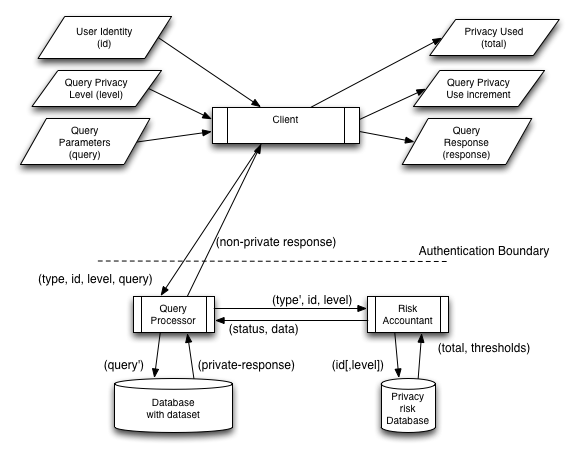 User Identity
(id)
Privacy Used
(total)
Query Privacy
Level (level)
Query Privacy
Use increment
Client
Query
Parameters
(query)
Query
Response
(response)
(non-private response)
Authentication Boundary
(type, id, level, query)
Query
Processor
(type', id, level)
(status, data)
Risk
Accountant
(query')
(private-response)
(id[,level])
(total, thresholds)
Database
with dataset
Privacy
risk
Database